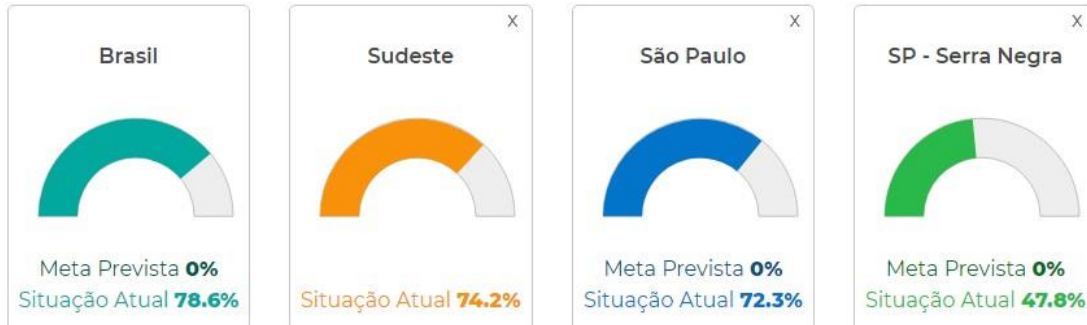 Brasil
Meta Prevista 0%
Situação Atual 78.6%
X
Sudeste
Situação Atual 74.2%
X
São Paulo
Meta Prevista 0%
Situação Atual 72.3%
X
SP - Serra Negra
Meta Prevista 0%
Situação Atual 47.8%